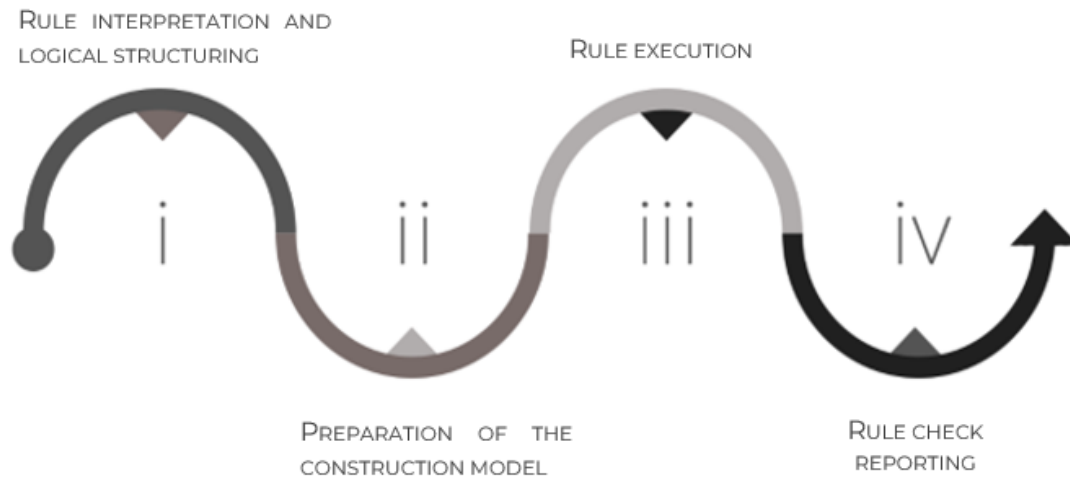 RULE INTERPRETATION AND
LOGICAL STRUCTURING
RULE EXECUTION
i
ii
iii
iv
PREPARATION OF THE
CONSTRUCTION MODEL
RULE CHECK
REPORTING